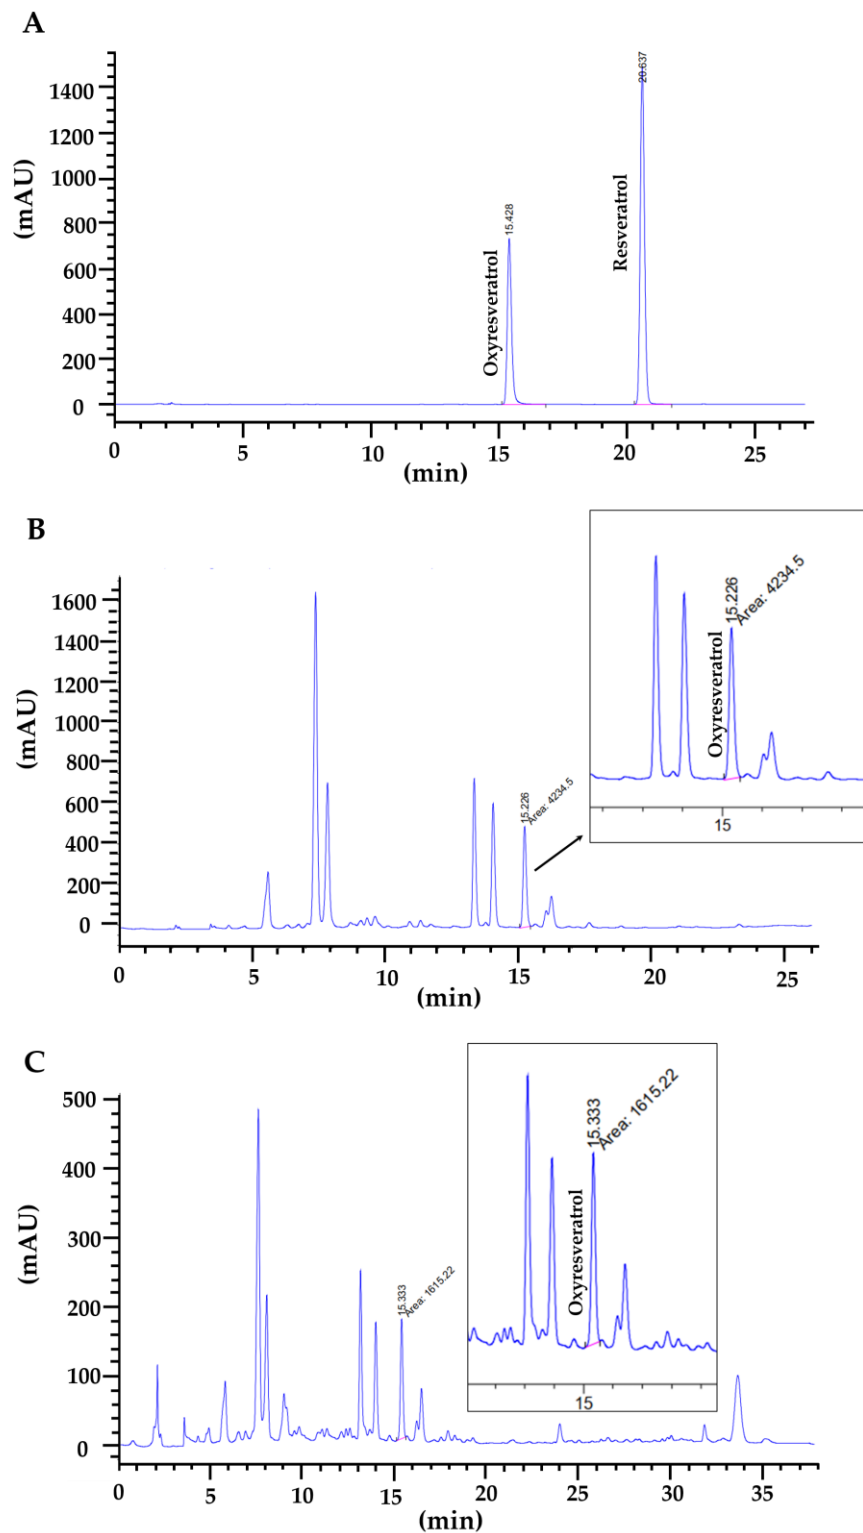 A
(mAU)
1400
1200
1000
800
600
400
200
0
Oxyresveratrol
15.428
Resveratrol
20.637
0 5 10 15 20 25
(min)
B
(mAU)
1600
1400
1200
1000
800
600
400
200
0
15.226
Area: 4234.5
Oxyresveratrol
15.226
Area: 4234.5
15
0 5 10 15 20 25
(min)
C
(mAU)
500
400
300
200
100
0
15.333
Area: 1615.22
Oxyresveratrol
15.333
Area: 1615.22
15
0 5 10 15 20 25 30 35
(min)